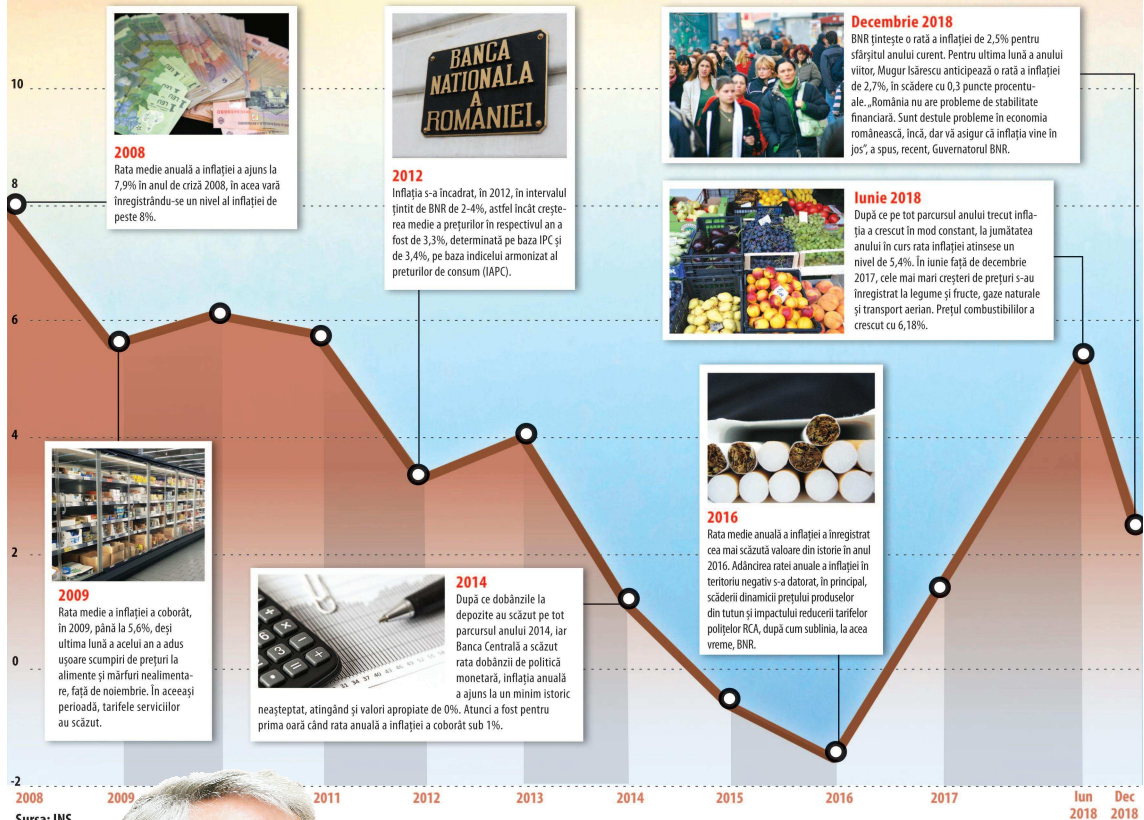 10
8
6
4
2
0
-2
2008
Rata medie anuală a inflației a ajuns la
7,9% în anul de criză 2008, în acea vară
înregistrându-se un nivel al inflației de
peste 8%.
BANCA
NATIONALA
A
ROMANIEI
2012
Inflația s-a încadrat, în 2012, în intervalul
țintit de BNR de 2-4%, astfel încât crește-
rea medie a prețurilor în respectivul an a
fost de 3,3%, determinată pe baza IPC și
de 3,4%, pe baza indicelui armonizat al
preturilor de consum (IAPC).
Decembrie 2018
BNR țintește o rată a inflației de 2,5% pentru
sfârșitul anului curent. Pentru ultima lună a anului
viitor, Mugur Isărescu anticipează o rată a inflației
de 2,7%, în scădere cu 0,3 puncte procentu-
ale. „România nu are probleme de stabilitate
financiară. Sunt destule probleme în economia
românească, încă, dar vă asigur că inflația vine în
jos”, a spus, recent, Guvernatorul BNR.
Iunie 2018
După ce pe tot parcursul anului trecut infla-
ția a crescut în mod constant, la jumătatea
anului în curs rata inflației atinsese un
nivel de 5,4%. În iunie față de decembrie
2017, cele mai mari creșteri de prețuri s-au
înregistrat la legume și fructe, gaze naturale
și transport aerian. Prețul combustibililor a
crescut cu 6,18%.
2009
Rata medie a inflației a coborât,
în 2009, până la 5,6%, deși
ultima lună a acelui an a adus
ușoare scumpiri de prețuri la
alimente și mărfuri nealimenta-
re, față de noiembrie. În aceeași
perioadă, tarifele serviciilor
au scăzut.
2014
După ce dobânzile la
depozite au scăzut pe tot
parcursul anului 2014, iar
Banca Centrală a scăzut
rata dobânzii de politică
monetară, inflația anuală
a ajuns la un minim istoric
neașteptat, atingând și valori apropiate de 0%. Atunci a fost pentru
prima oară când rata anuală a inflației a coborât sub 1%.
2016
Rata medie anuală a inflației a înregistrat
cea mai scăzută valoare din istorie în anul
2016. Adâncirea ratei anuale a inflației în
teritoriu negativ s-a datorat, în principal,
scăderii dinamicii prețului produselor
din tutun și impactului reducerii tarifelor
polițelor RCA, după cum sublinia, la acea
vreme, BNR.
2008 2009 2011 2012 2013 2014 2015 2016 2017 Iun Dec
2018 2018
Sursa: INS